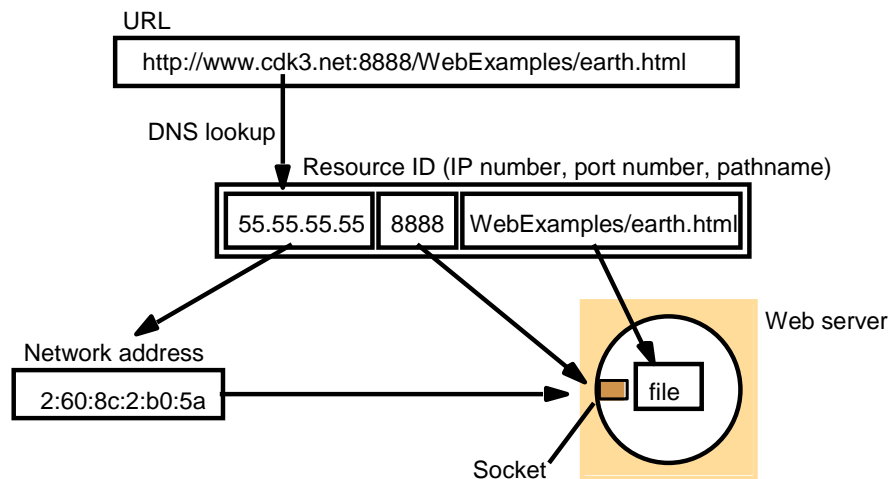 URL
http://www.cdk3.net:8888/WebExamples/earth.html
DNS lookup
Resource ID (IP number, port number, pathname)
55.55.55.55
8888
WebExamples/earth.html
Web server
Network address
2:60:8c:2:b0:5a
file
Socket